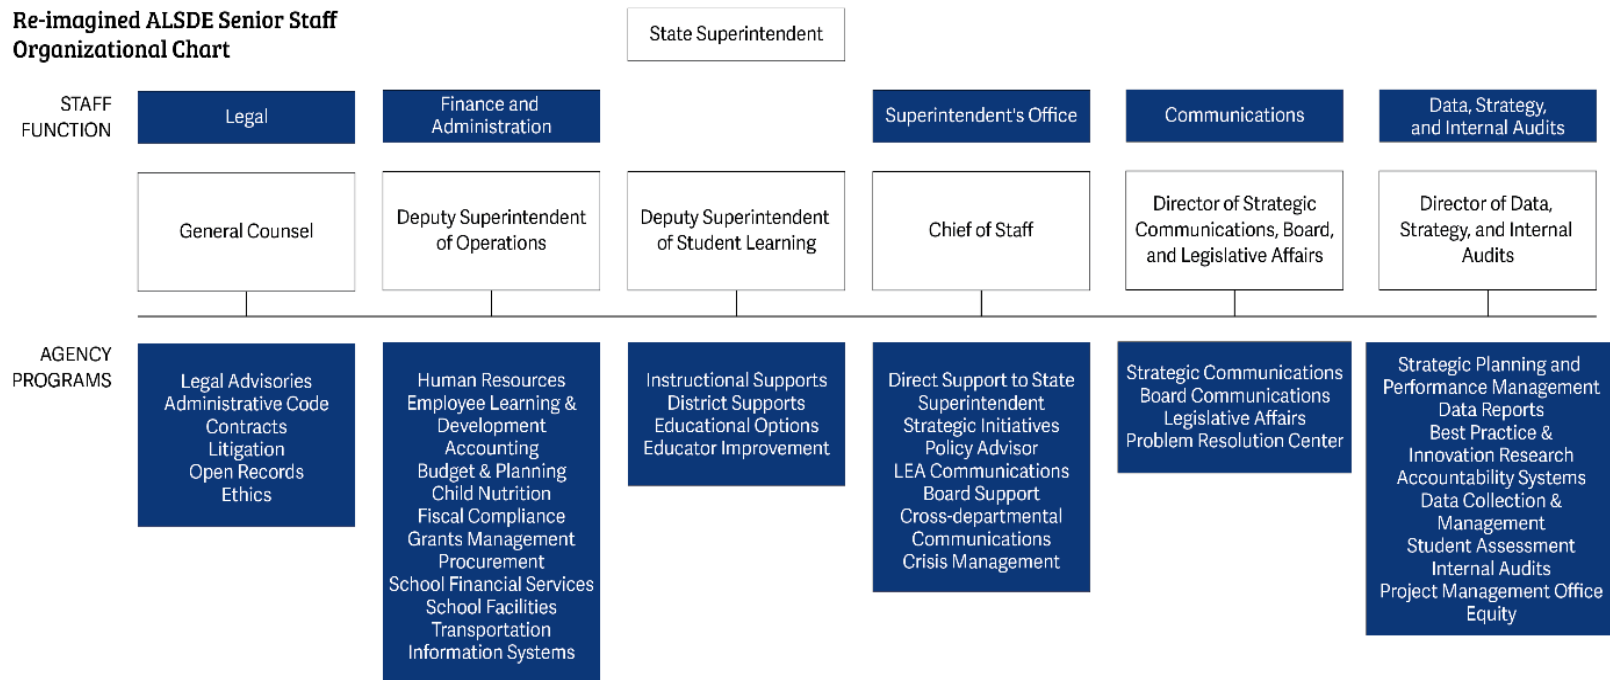 Re-imagined ALSDE Senior Staff
Organizational Chart
State Superintendent
STAFF
FUNCTION
Legal
Finance and
Administration
Superintendent's Office
Communications
Data, Strategy,
and Internal Audits
General Counsel
Deputy Superintendent
of Operations
Deputy Superintendent
of Student Learning
Chief of Staff
Director of Strategic
Communications, Board,
and Legislative Affairs
Director of Data,
Strategy, and Internal
Audits
AGENCY
PROGRAMS
Legal Advisories
Administrative Code
Contracts
Litigation
Open Records
Ethics
Human Resources
Employee Learning &
Development
Accounting
Budget & Planning
Child Nutrition
Fiscal Compliance
Grants Management
Procurement
School Financial Services
School Facilities
Transportation
Information Systems
Instructional Supports
District Supports
Educational Options
Educator Improvement
Direct Support to State
Superintendent
Strategic Initiatives
Policy Advisor
LEA Communications
Board Support
Cross-departmental
Communications
Crisis Management
Strategic Communications
Board Communications
Legislative Affairs
Problem Resolution Center
Strategic Planning and
Performance Management
Data Reports
Best Practice &
Innovation Research
Accountability Systems
Data Collection &
Management
Student Assessment
Internal Audits
Project Management Office
Equity